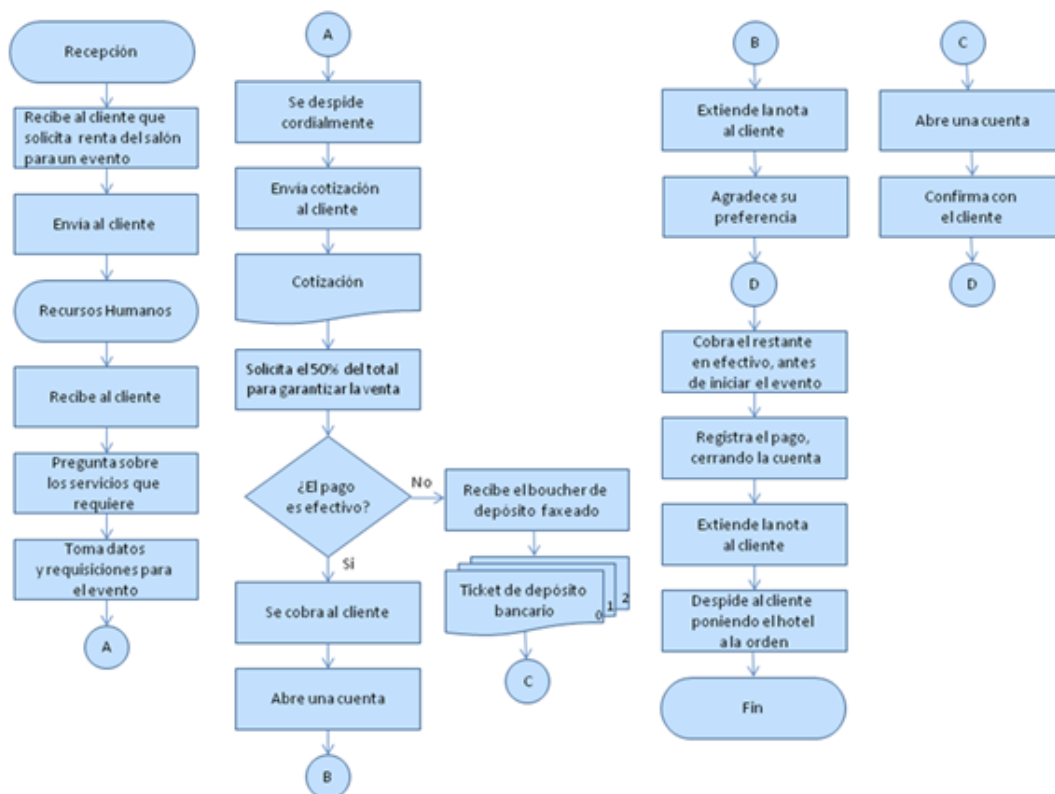 Recepción
Recibe al cliente que
solicita renta del salón
para un evento
Envía al cliente
Recursos Humanos
Recibe al cliente
Pregunta sobre
los servicios que
requiere
Toma datos
y requisiciones para
el evento
A
A
Se despide
cordialmente
Envía cotización
al cliente
Cotización
Solicita el 50% del total
para garantizar la venta
¿El pago
es efectivo?
No
Sí
Recibe el boucher de
depósito faxeado
Ticket de depósito
bancario
0
1
2
C
Se cobra al cliente
Abre una cuenta
B
B
Extiende la nota
al cliente
Agradece su
preferencia
D
Cobra el restante
en efectivo, antes
de iniciar el evento
Registra el pago,
cerrando la cuenta
Extiende la nota
al cliente
Despide al cliente
poniendo el hotel
a la orden
Fin
C
Abre una cuenta
Confirma con
el cliente
D